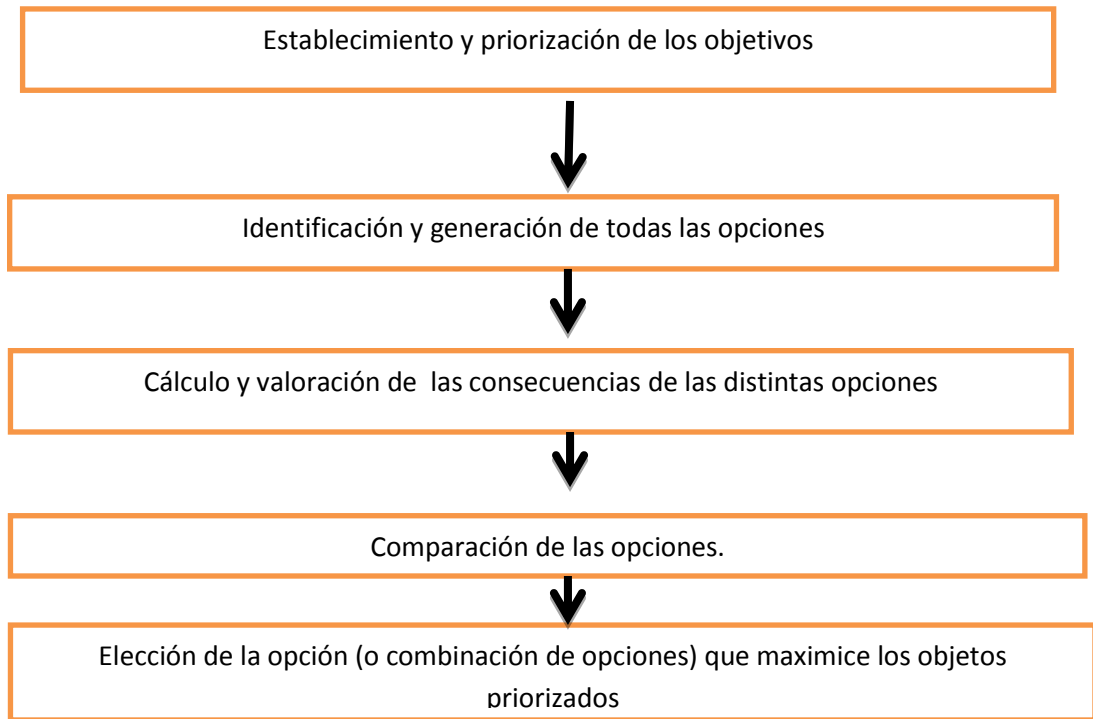 Establecimiento y priorización de los objetivos
Identificación y generación de todas las opciones
Cálculo y valoración de las consecuencias de las distintas opciones
Comparación de las opciones.
Elección de la opción (o combinación de opciones) que maximice los objetos
priorizados